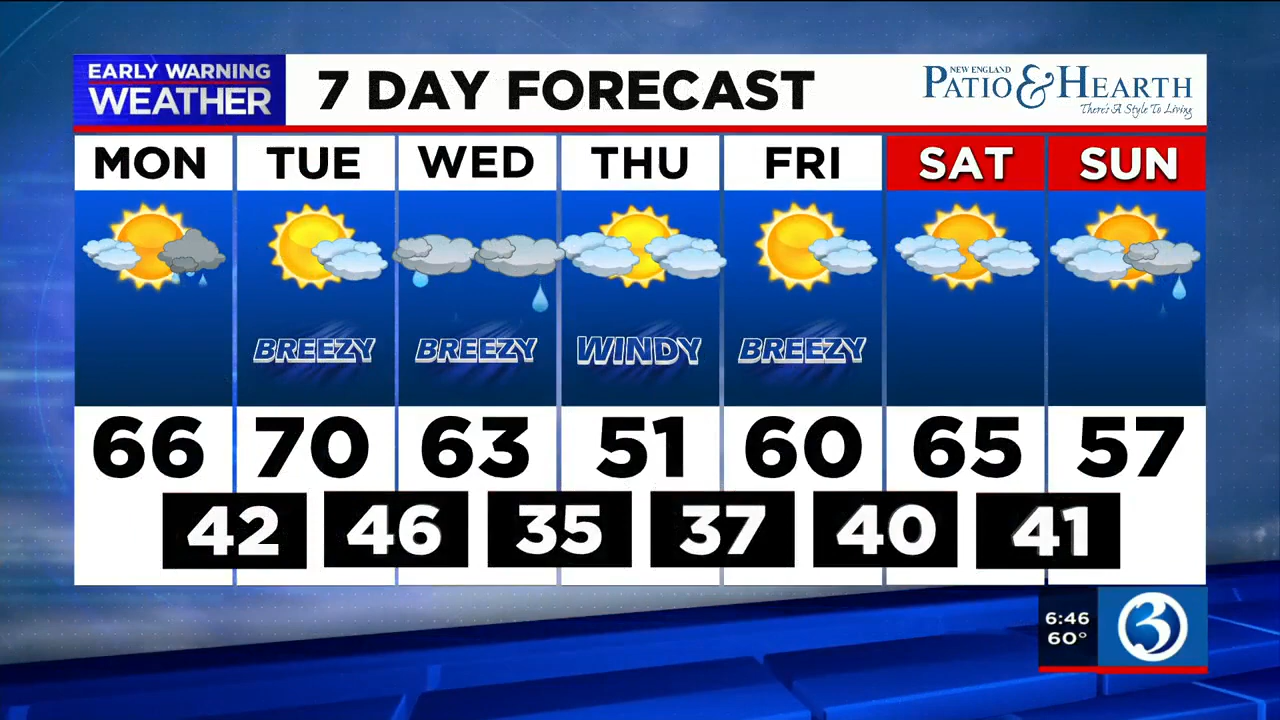 EARLY WARNING
WEATHER
7 DAY FORECAST
NEW ENGLAND
PATIO & HEARTH
There's A Style To Living
MON TUE WED THU FRI SAT SUN
BREEZY BREEZY WINDY BREEZY
66 70 63 51 60 65 57
42 46 35 37 40 41
6:46
60°
3